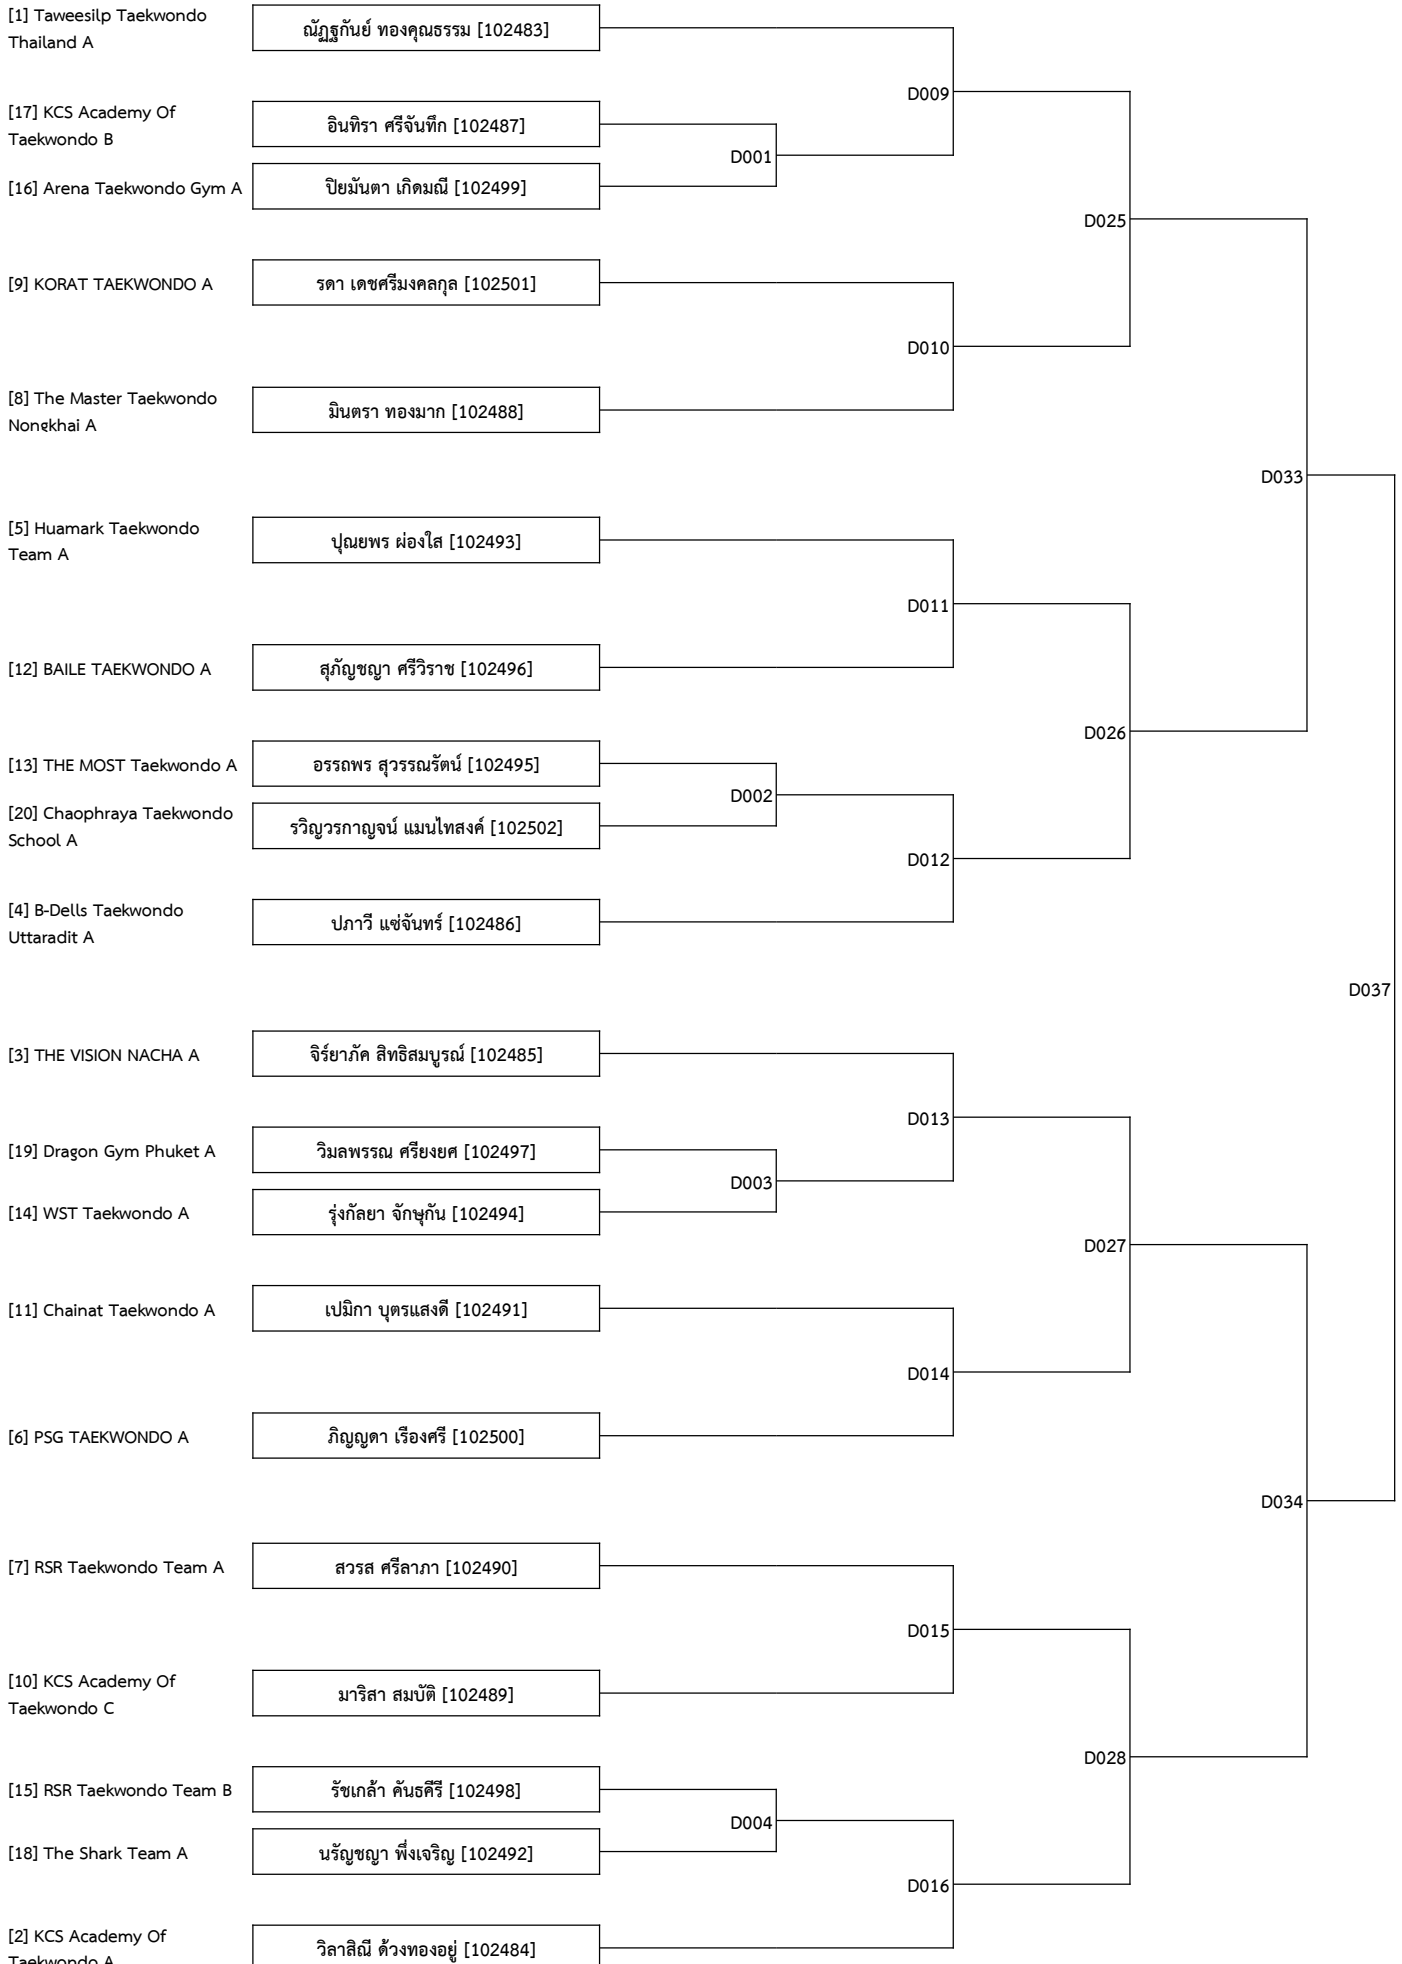 [1] Taweesilp Taekwondo
Thailand A
ณัฏฐกันย์ ทองคุณธรรม [102483]
D009
[17] KCS Academy Of
Taekwondo B
อินทิรา ศรีจันทึก [102487]
D001
[16] Arena Taekwondo Gym A
ปิยมันตา เกิดมณี [102499]
D025
[9] KORAT TAEKWONDO A
รดา เดชศรีมงคลกุล [102501]
D010
[8] The Master Taekwondo
Nongkhai A
มินตรา ทองมาก [102488]
D033
[5] Huamark Taekwondo
Team A
ปุณยพร ผ่องใส [102493]
D011
[12] BAILE TAEKWONDO A
สุภัญชญา ศรีวิราช [102496]
D026
[13] THE MOST Taekwondo A
อรรถพร สุวรรณรัตน์ [102495]
D002
[20] Chaophraya Taekwondo
School A
รวิญวรกาญจน์ แมนไทสงค์ [102502]
D012
[4] B-Dells Taekwondo
Uttaradit A
ปภาวี แซ่จันทร์ [102486]
D037
[3] THE VISION NACHA A
จิร์ยาภัค สิทธิสมบูรณ์ [102485]
D013
[19] Dragon Gym Phuket A
วิมลพรรณ ศรียงยศ [102497]
D003
[14] WST Taekwondo A
รุ่งกัลยา จักษุกัน [102494]
D027
[11] Chainat Taekwondo A
เปมิกา บุตรแสงดี [102491]
D014
[6] PSG TAEKWONDO A
ภิญญดา เรืองศรี [102500]
D034
[7] RSR Taekwondo Team A
สวรส ศรีลาภา [102490]
D015
[10] KCS Academy Of
Taekwondo C
มาริสา สมบัติ [102489]
D028
[15] RSR Taekwondo Team B
รัชเกล้า คันธคีรี [102498]
D004
[18] The Shark Team A
นรัญชญา พึ่งเจริญ [102492]
D016
[2] KCS Academy Of
Taekwondo A
วิลาสิณี ด้วงทองอยู่ [102484]